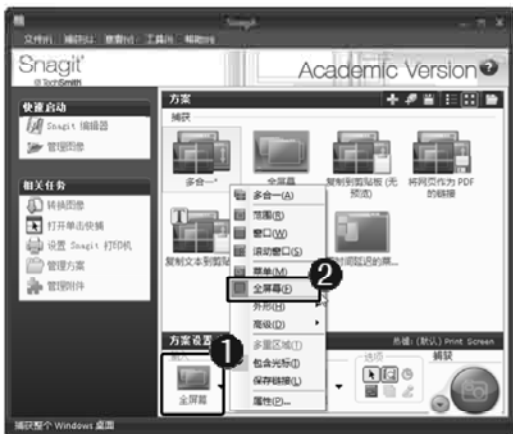 Snagit
文件(F) 捕获(C) 查看(V) 工具(T) 帮助(H)
Snagit
@ TechSmith
Academic Version
快速启动
Snagit 编辑器
管理图像
相关任务
转换图像
打开单击快捕
设置 Snagit 打印机
管理方案
管理附件
方案
捕获
多合一*
全屏幕
复制到剪贴板 (无预览)
将网页作为 PDF
的链接
复制文本到剪贴
多合一(A)
范围(R)
窗口(W)
滚动窗口(S)
菜单(M)
全屏幕(F)
外形(H)
高级(D)
多重区域(T)
包含光标(I)
保存链接(L)
属性(P)...
2
1
方案设置
热键: (默认) Print Screen
全屏幕
选项
捕获
捕获整个 Windows 桌面